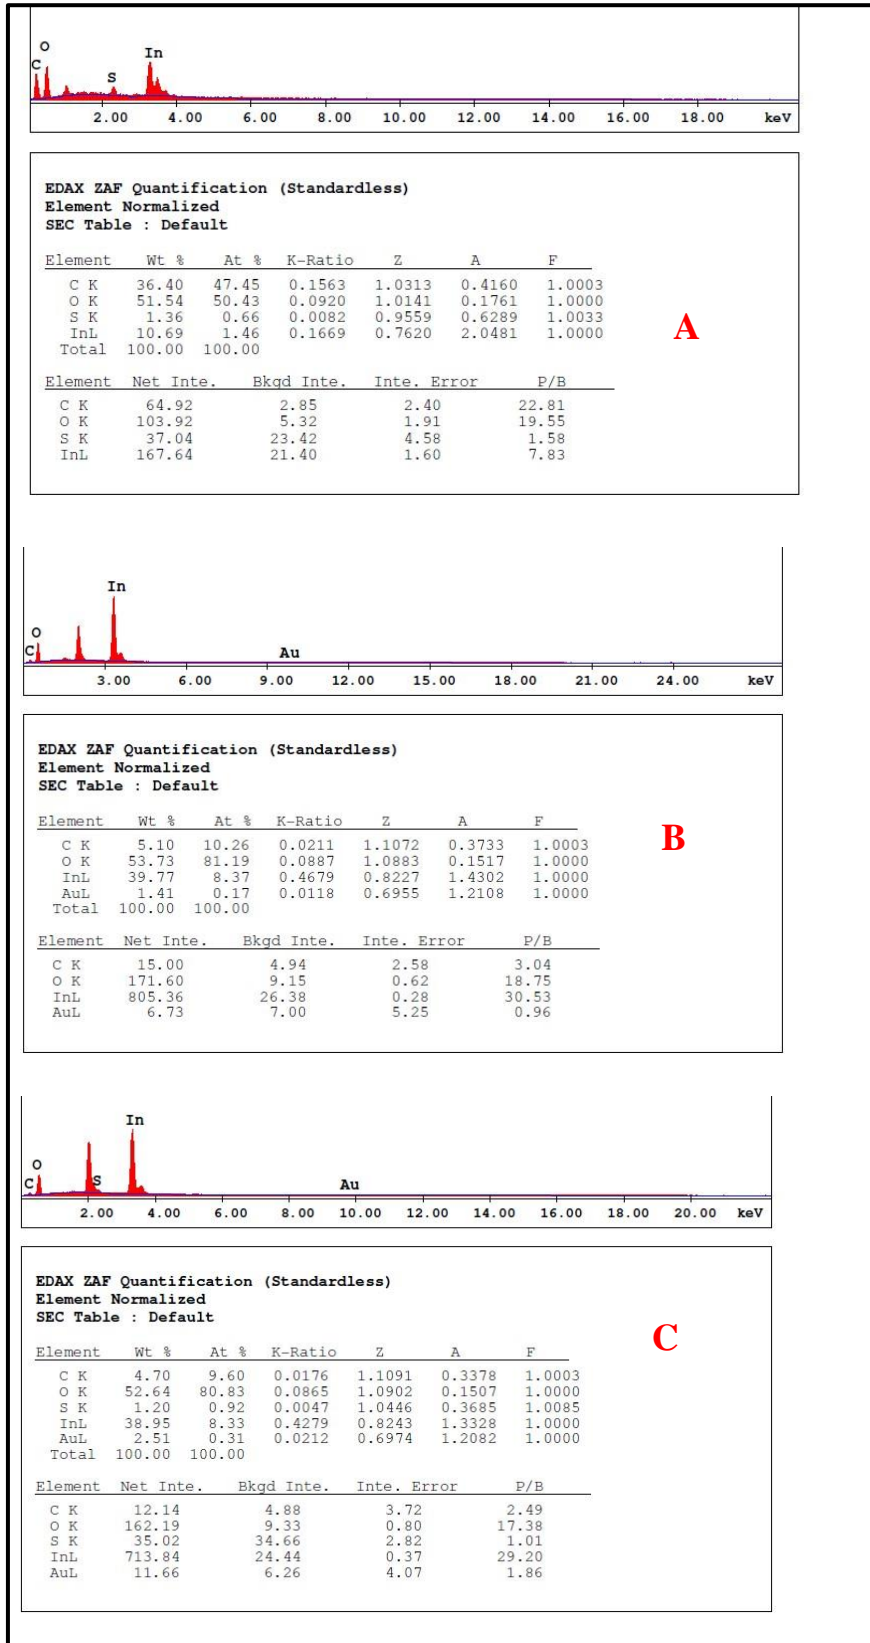 O
C
S
In
2.00 4.00 6.00 8.00 10.00 12.00 14.00 16.00 18.00 keV
EDAX ZAF Quantification (Standardless)
Element Normalized
SEC Table : Default
Element Wt % At % K-Ratio Z A F
C K 36.40 47.45 0.1563 1.0313 0.4160 1.0003
O K 51.54 50.43 0.0920 1.0141 0.1761 1.0000
S K 1.36 0.66 0.0082 0.9559 0.6289 1.0033
InL 10.69 1.46 0.1669 0.7620 2.0481 1.0000
Total 100.00 100.00
A
Element Net Inte. Bkgd Inte. Inte. Error P/B
C K 64.92 2.85 2.40 22.81
O K 103.92 5.32 1.91 19.55
S K 37.04 23.42 4.58 1.58
InL 167.64 21.40 1.60 7.83
In
O
C
Au
3.00 6.00 9.00 12.00 15.00 18.00 21.00 24.00 keV
EDAX ZAF Quantification (Standardless)
Element Normalized
SEC Table : Default
Element Wt % At % K-Ratio Z A F
C K 5.10 10.26 0.0211 1.1072 0.3733 1.0003
O K 53.73 81.19 0.0887 1.0883 0.1517 1.0000
InL 39.77 8.37 0.4679 0.8227 1.4302 1.0000
AuL 1.41 0.17 0.0118 0.6955 1.2108 1.0000
Total 100.00 100.00
B
Element Net Inte. Bkgd Inte. Inte. Error P/B
C K 15.00 4.94 2.58 3.04
O K 171.60 9.15 0.62 18.75
InL 805.36 26.38 0.28 30.53
AuL 6.73 7.00 5.25 0.96
In
O
C
S
Au
2.00 4.00 6.00 8.00 10.00 12.00 14.00 16.00 18.00 20.00 keV
EDAX ZAF Quantification (Standardless)
Element Normalized
SEC Table : Default
Element Wt % At % K-Ratio Z A F
C K 4.70 9.60 0.0176 1.1091 0.3378 1.0003
O K 52.64 80.83 0.0865 1.0902 0.1507 1.0000
S K 1.20 0.92 0.0047 1.0446 0.3685 1.0085
InL 38.95 8.33 0.4279 0.8243 1.3328 1.0000
AuL 2.51 0.31 0.0212 0.6974 1.2082 1.0000
Total 100.00 100.00
C
Element Net Inte. Bkgd Inte. Inte. Error P/B
C K 12.14 4.88 3.72 2.49
O K 162.19 9.33 0.80 17.38
S K 35.02 34.66 2.82 1.01
InL 713.84 24.44 0.37 29.20
AuL 11.66 6.26 4.07 1.86